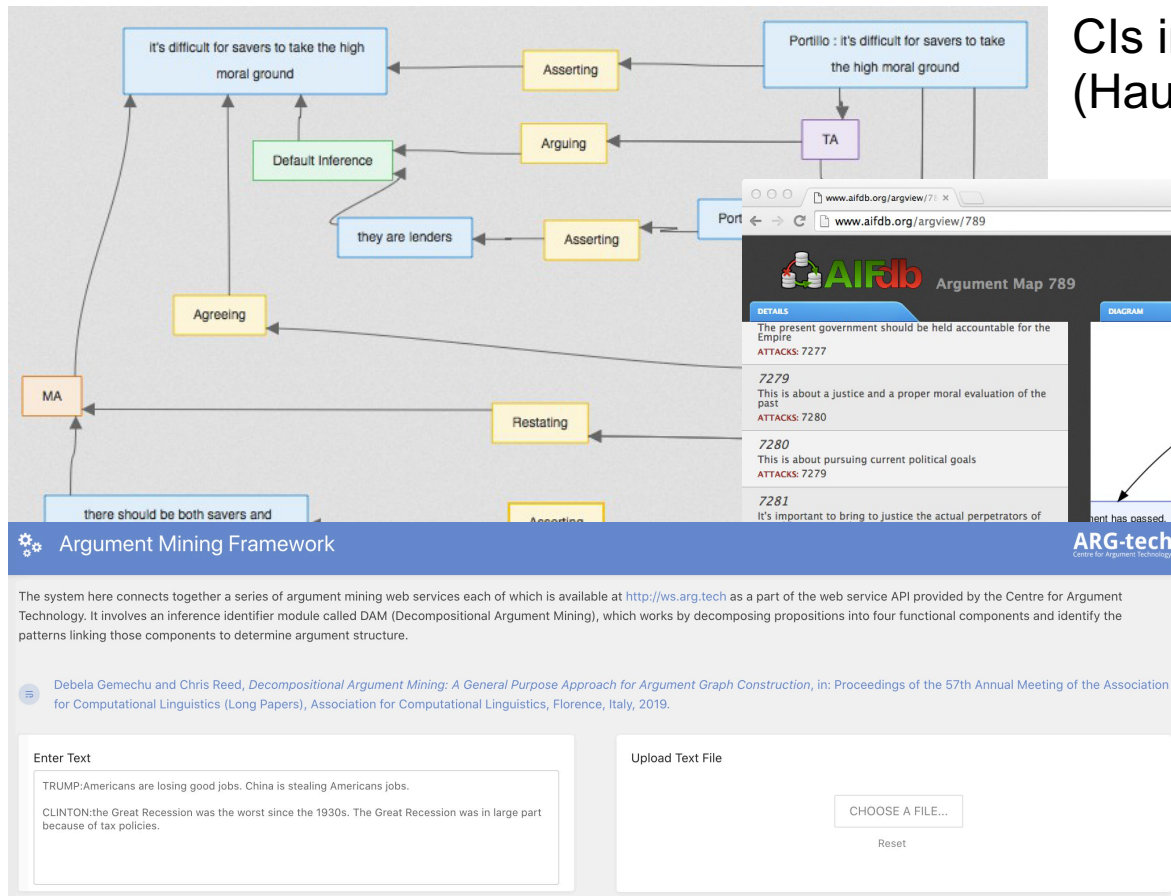 it's difficult for savers to take the high
moral ground
Asserting
Portillo : it's difficult for savers to take
the high moral ground
CIs
(Hau
Default Inference
Arguing
TA
they are lenders
Asserting
Port
Agreeing
MA
Restating
there should be both savers and
Asserting
www.aifdb.org/argview/78 ×
www.aifdb.org/argview/789
AIFdb Argument Map 789
DETAILS
DIAGRAM
The present government should be held accountable for the
Empire
ATTACKS: 7277
7279
This is about a justice and a proper moral evaluation of the
past
ATTACKS: 7280
7280
This is about pursuing current political goals
ATTACKS: 7279
7281
It's important to bring to justice the actual perpetrators of
ent has passed.
Argument Mining Framework
ARG-tech
Centre for Argument Technology
The system here connects together a series of argument mining web services each of which is available at http://ws.arg.tech as a part of the web service API provided by the Centre for Argument
Technology. It involves an inference identifier module called DAM (Decompositional Argument Mining), which works by decomposing propositions into four functional components and identify the
patterns linking those components to determine argument structure.
Debela Gemechu and Chris Reed, Decompositional Argument Mining: A General Purpose Approach for Argument Graph Construction, in: Proceedings of the 57th Annual Meeting of the Association
for Computational Linguistics (Long Papers), Association for Computational Linguistics, Florence, Italy, 2019.
Enter Text
TRUMP:Americans are losing good jobs. China is stealing Americans jobs.
CLINTON:the Great Recession was the worst since the 1930s. The Great Recession was in large part
because of tax policies.
Upload Text File
CHOOSE A FILE...
Reset